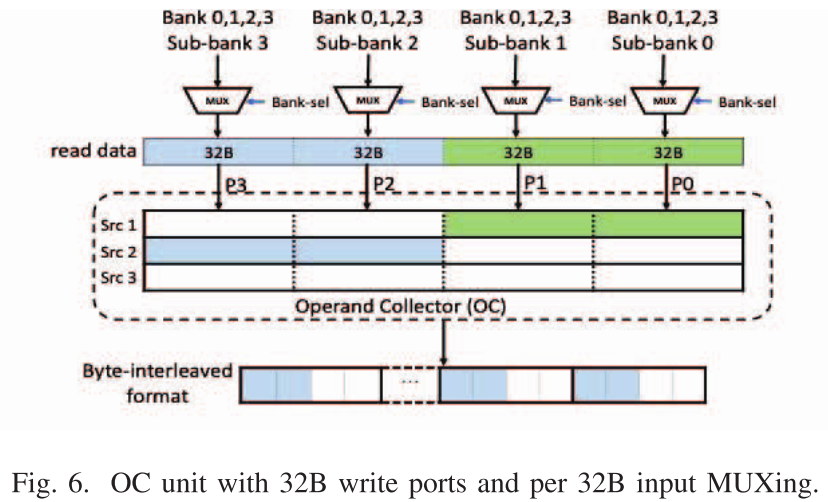 Bank 0,1,2,3 Bank 0,1,2,3 Bank 0,1,2,3 Bank 0,1,2,3
Sub-bank 3 Sub-bank 2 Sub-bank 1 Sub-bank 0
MUX Bank-sel MUX Bank-sel MUX Bank-sel MUX Bank-sel
read data 32B 32B 32B 32B
P3 P2 P1 P0
Src 1
Src 2
Src 3
Operand Collector (OC)
Byte-interleaved
format
...
Fig. 6. OC unit with 32B write ports and per 32B input MUXing.